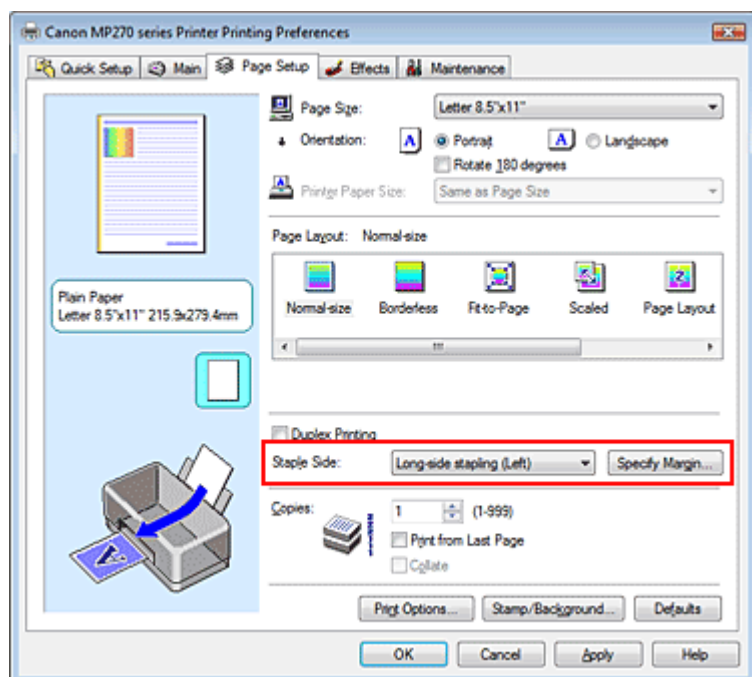 Canon MP270 series Printer Printing Preferences
Quick Setup Main Page Setup Effects Maintenance
Page Size: Letter 8.5"x11"
Orientation: A Portrait A Landscape
Rotate 180 degrees
Printer Paper Size: Same as Page Size
Page Layout: Normal-size
Normal-size Borderless Fit-to-Page Scaled Page Layout
Plain Paper
Letter 8.5"x11" 215.9x279.4mm
Duplex Printing
Staple Side: Long-side stapling (Left) Specify Margin...
Copies: 1 (1-999)
Print from Last Page
Collate
Print Options... Stamp/Background... Defaults
OK Cancel Apply Help